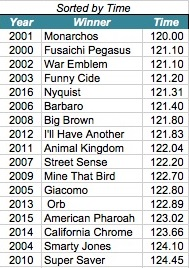 Sorted by Time
Year Winner Time
2001 Monarchos 120.00
2000 Fusaichi Pegasus 121.10
2002 War Emblem 121.10
2003 Funny Cide 121.20
2016 Nyquist 121.31
2006 Barbaro 121.40
2008 Big Brown 121.80
2012 I'll Have Another 121.83
2011 Animal Kingdom 122.04
2007 Street Sense 122.20
2009 Mine That Bird 122.70
2005 Giacomo 122.80
2013 Orb 122.89
2015 American Pharoah 123.02
2014 California Chrome 123.66
2004 Smarty Jones 124.10
2010 Super Saver 124.45